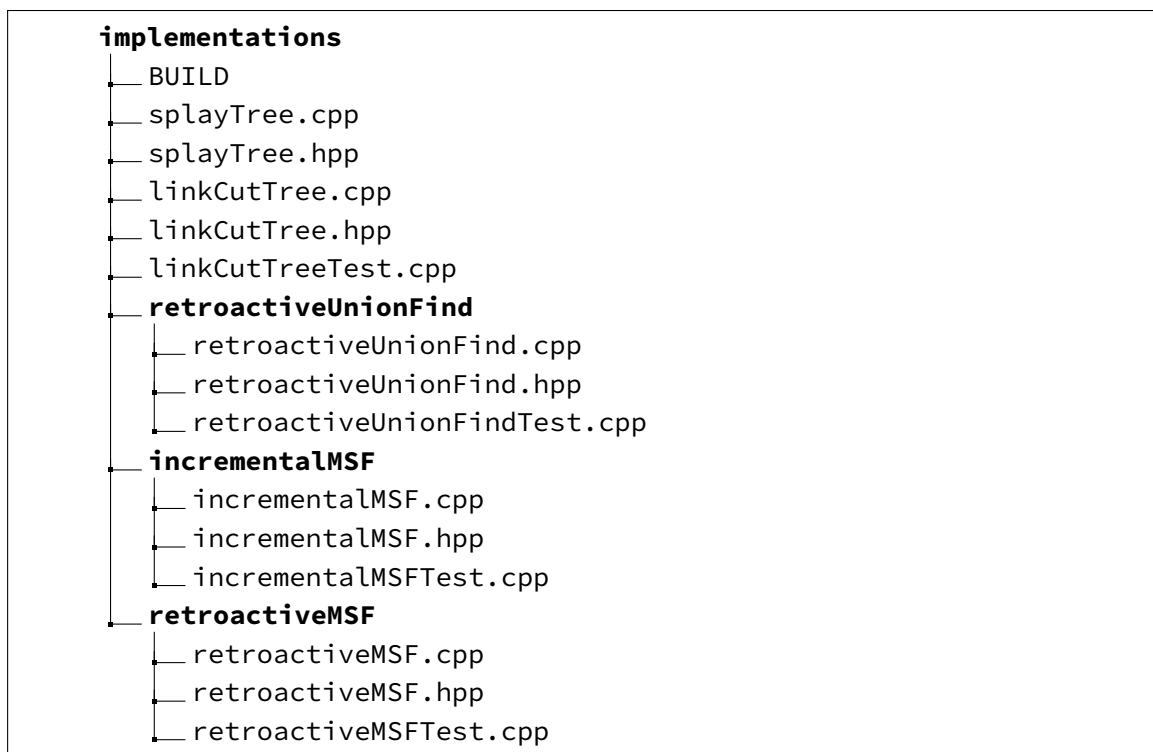 implementations
BUILD
splayTree.cpp
splayTree.hpp
linkCutTree.cpp
linkCutTree.hpp
linkCutTreeTest.cpp
retroactiveUnionFind
retroactiveUnionFind.cpp
retroactiveUnionFind.hpp
retroactiveUnionFindTest.cpp
incrementalMSF
incrementalMSF.cpp
incrementalMSF.hpp
incrementalMSFTest.cpp
retroactiveMSF
retroactiveMSF.cpp
retroactiveMSF.hpp
retroactiveMSFTest.cpp